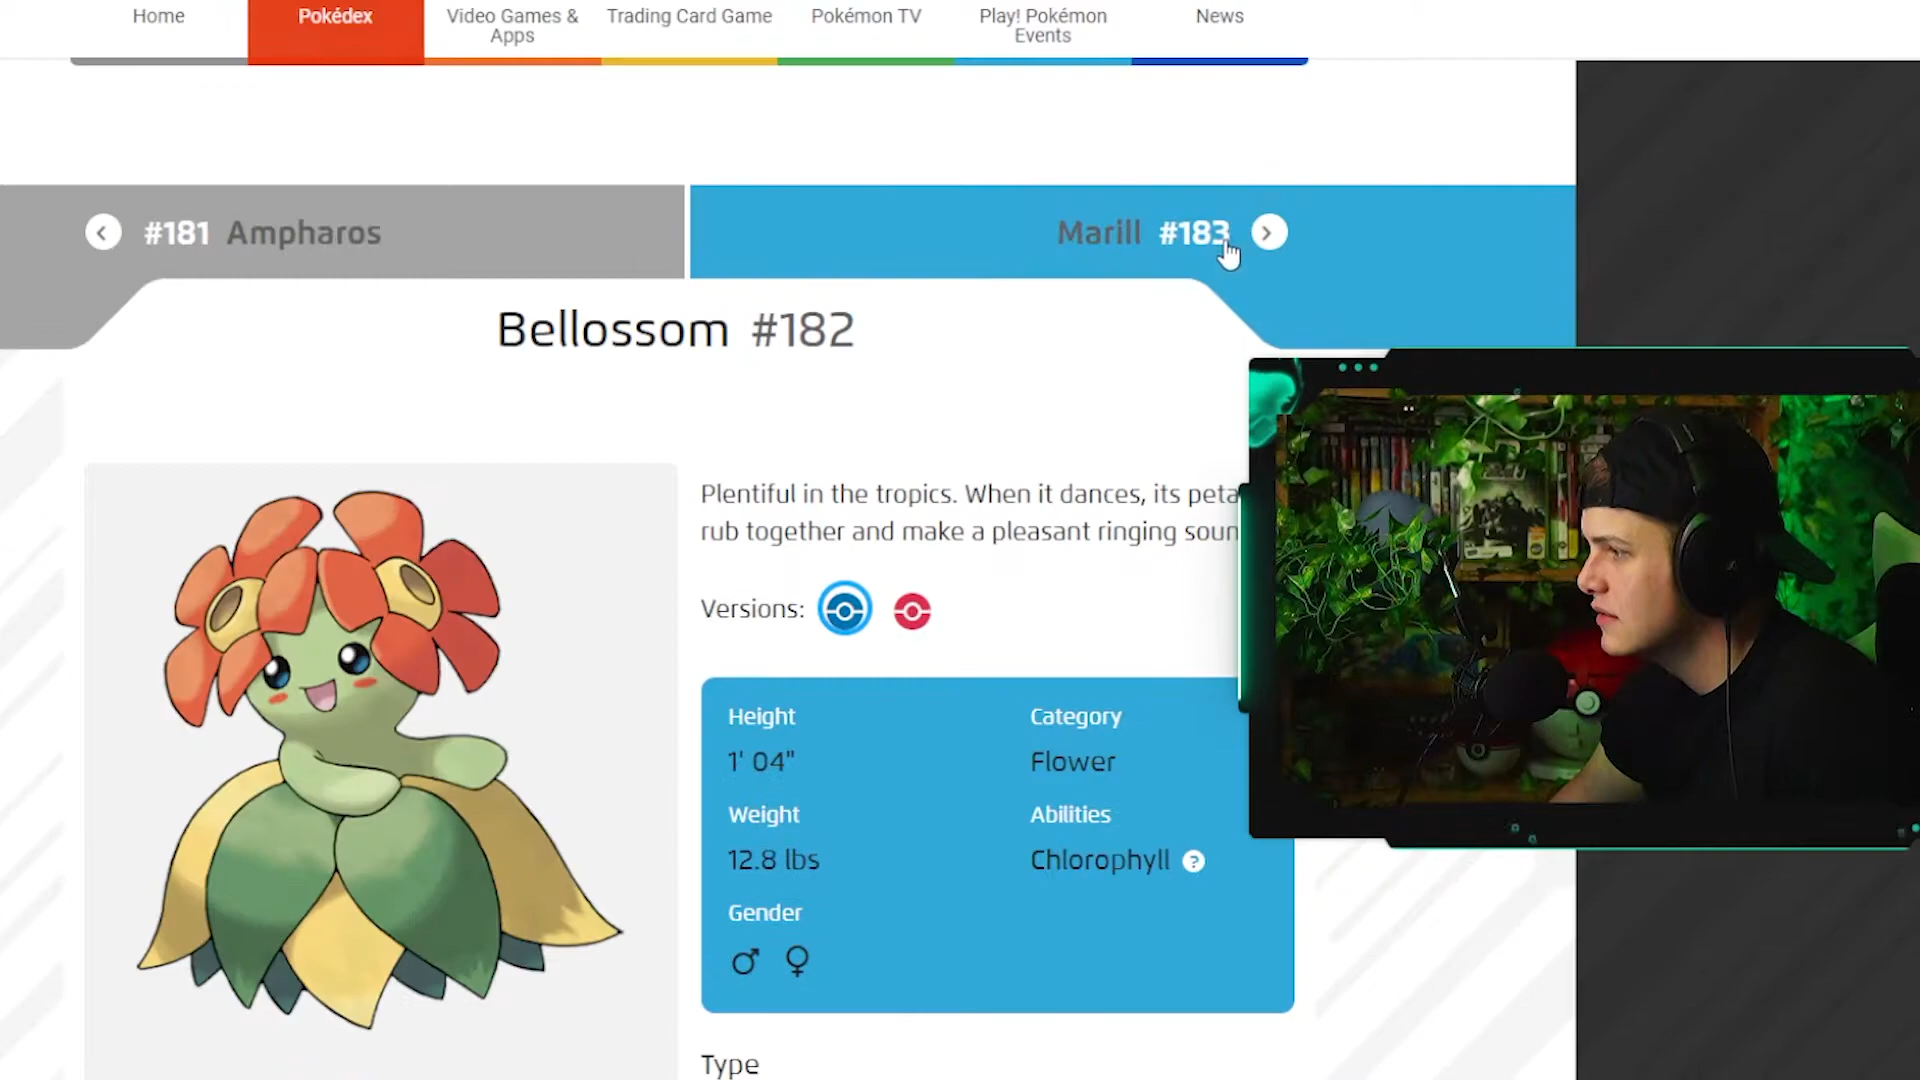 Home
Pokédex
Video Games &
Apps
Trading Card Game
Pokémon TV
Play! Pokémon
Events
News
#181 Ampharos
Marill #183
Bellossom #182
Plentiful in the tropics. When it dances, its
rub together and make a pleasant ringing
Versions:
Height
1' 04"
Category
Flower
Weight
12.8 lbs
Abilities
Chlorophyll ?
Gender
Type